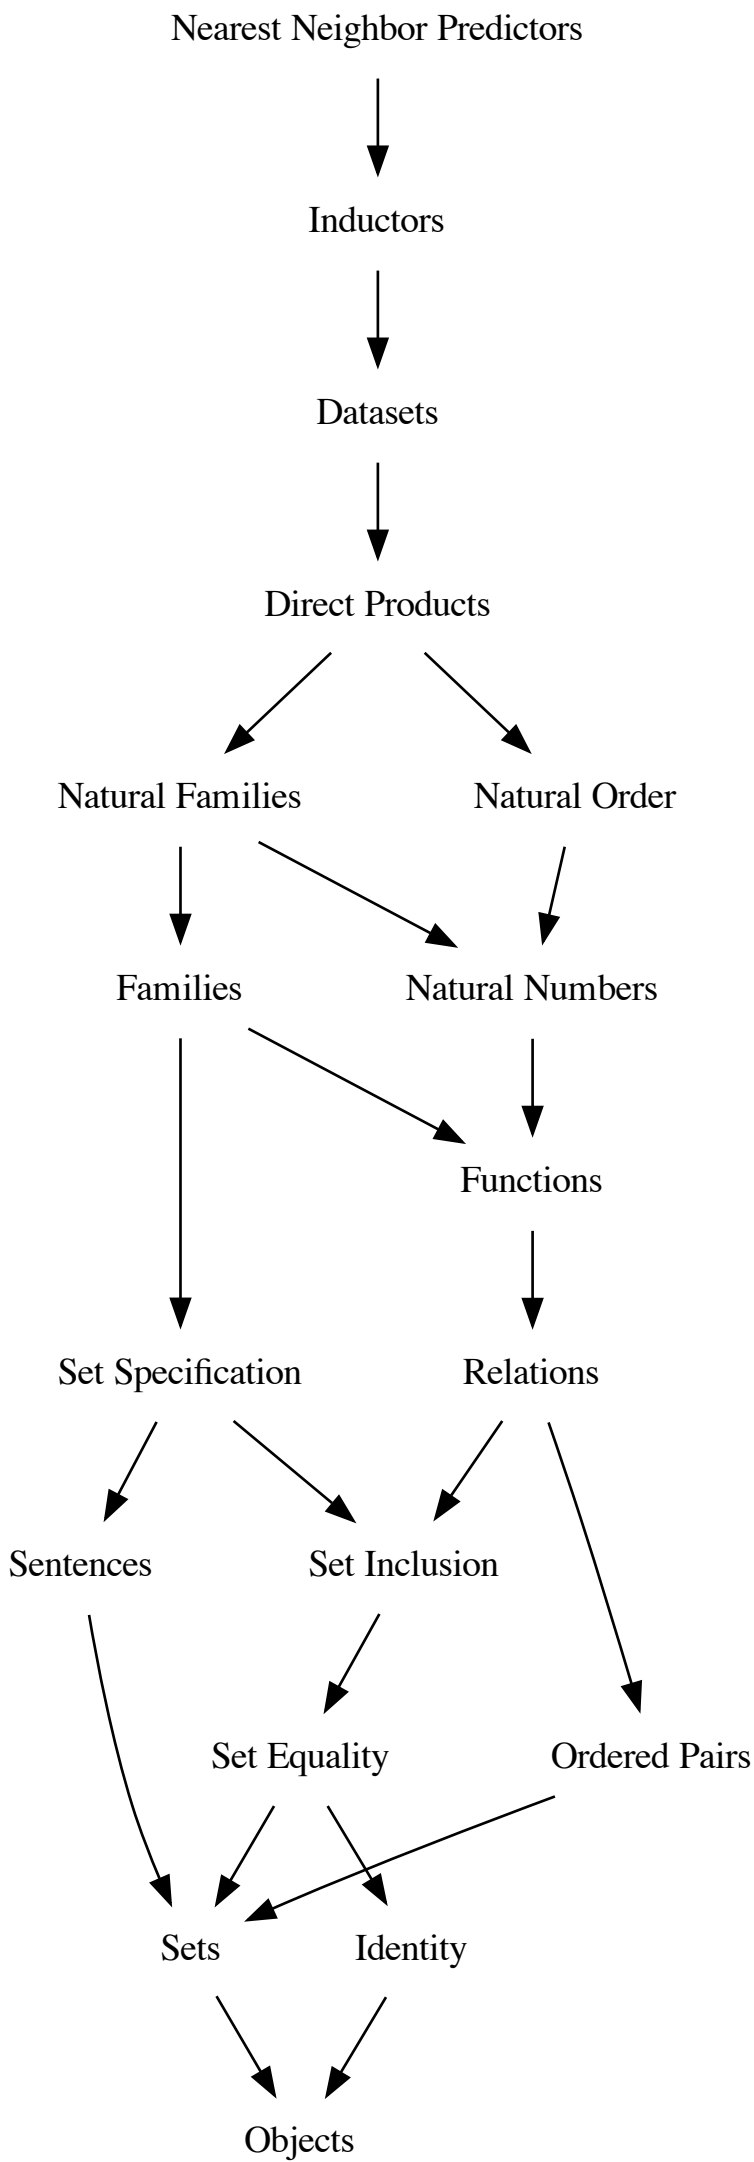 Nearest Neighbor Predictors
Inductors
Datasets
Direct Products
Natural Families
Natural Order
Families
Natural Numbers
Functions
Set Specification
Relations
Sentences
Set Inclusion
Set Equality
Ordered Pairs
Sets
Identity
Objects